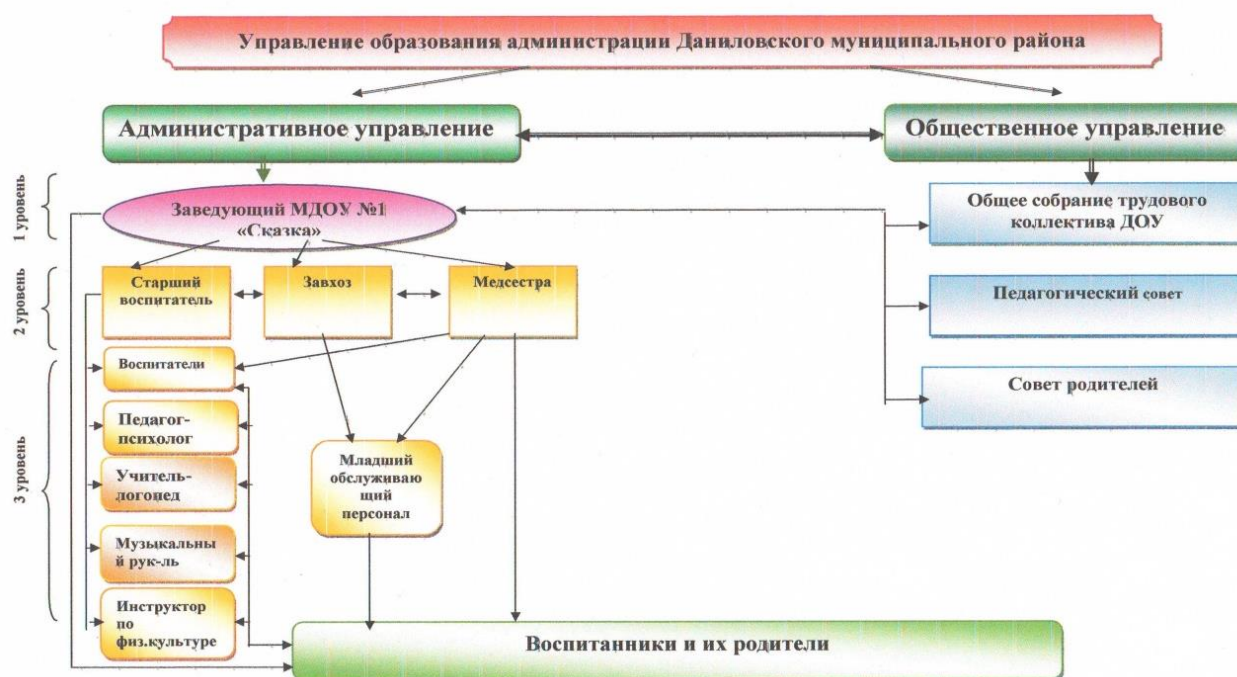 Управление образования администрации Даниловского муниципального района
Административное управление
Общественное управление
1 уровень
Заведующий МДОУ №1
«Сказка»
Общее собрание трудового
коллектива ДОУ
2 уровень
Старший
воспитатель
Завхоз
Медсестра
Педагогический совет
3 уровень
Воспитатели
Совет родителей
Педагог-
психолог
Учитель-
логопед
Младший
обслуживаю
щий
персонал
Музыкальны
й рук-ль
Инструктор
по
физ.культуре
Воспитанники и их родители